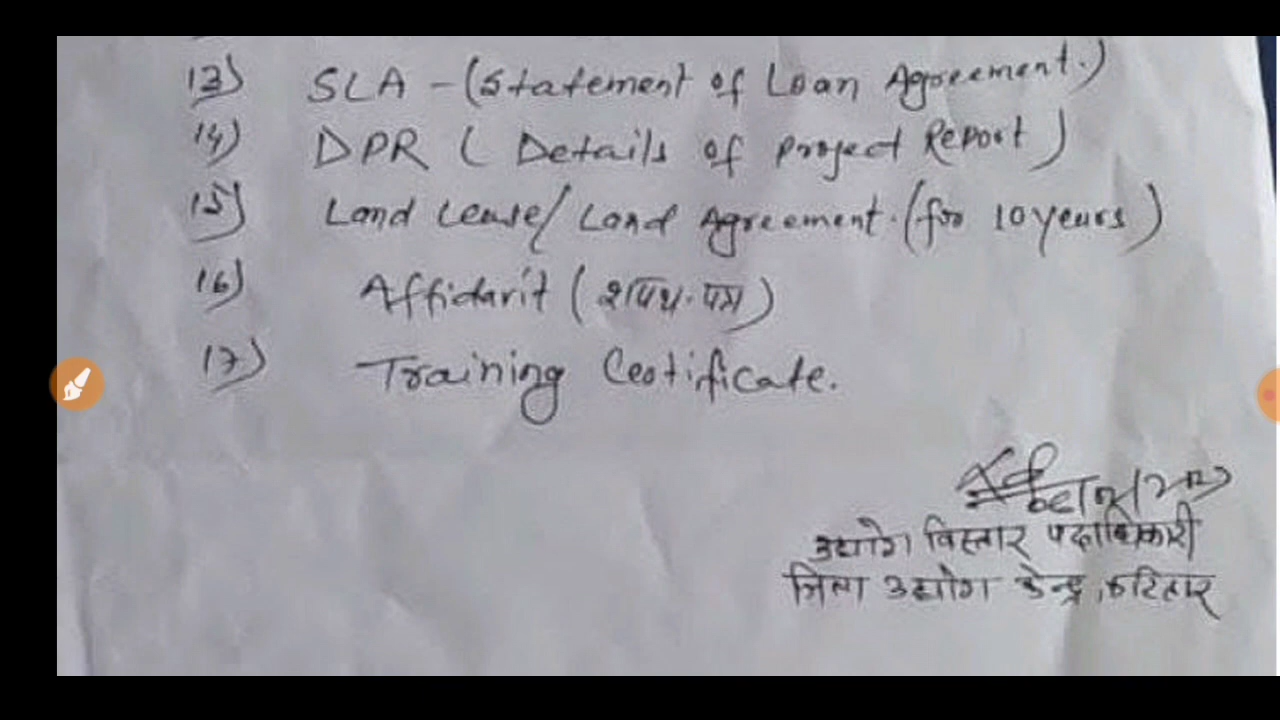 13) SLA - (Statement of Loan Agreement.)
14) DPR ( Details of Project Report )
15) Land Lease/ Land Agreement. (for 10 years )
16) Affidavit ( शपथ-पत्र )
17) Training Certificate.
उद्योग विस्तार पदाधिकारी
जिला उद्योग केन्द्र, कटिहार